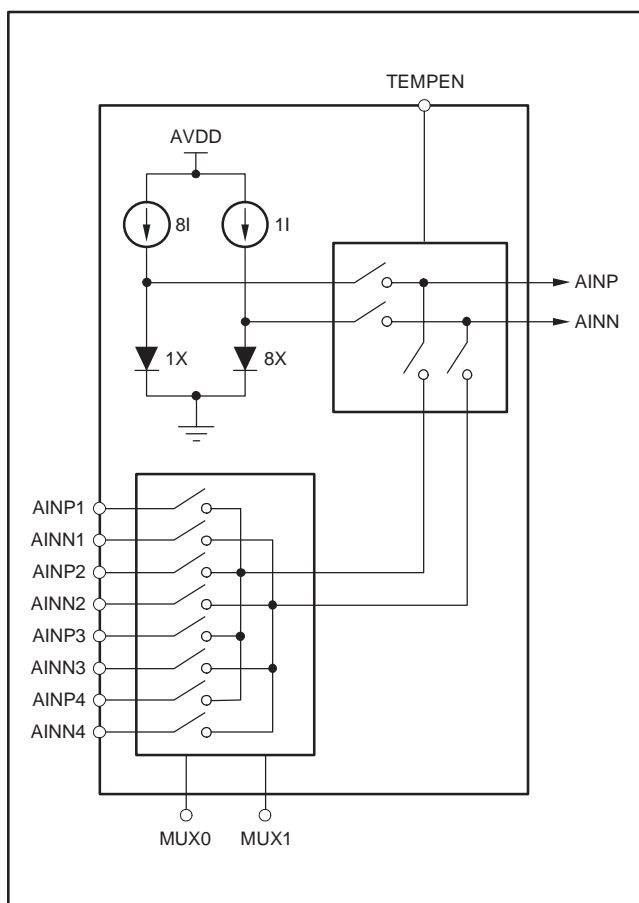 TEMPEN
AVDD
8I
1I
AINP
AINN
1X
8X
AINP1
AINN1
AINP2
AINN2
AINP3
AINN3
AINP4
AINN4
MUX0
MUX1